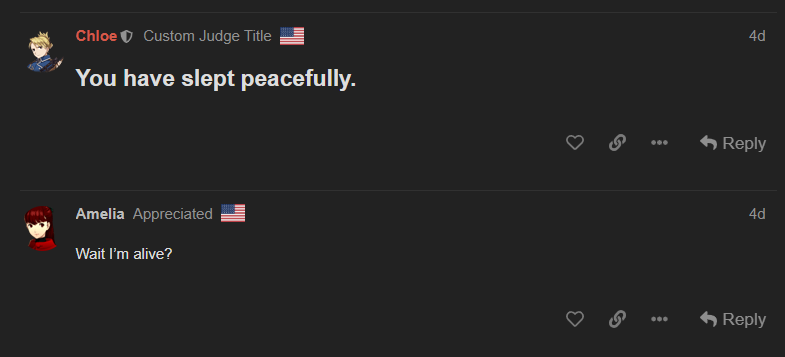 Chloe Custom Judge Title 4d
You have slept peacefully.
Reply
Amelia Appreciated 4d
Wait I'm alive?
Reply